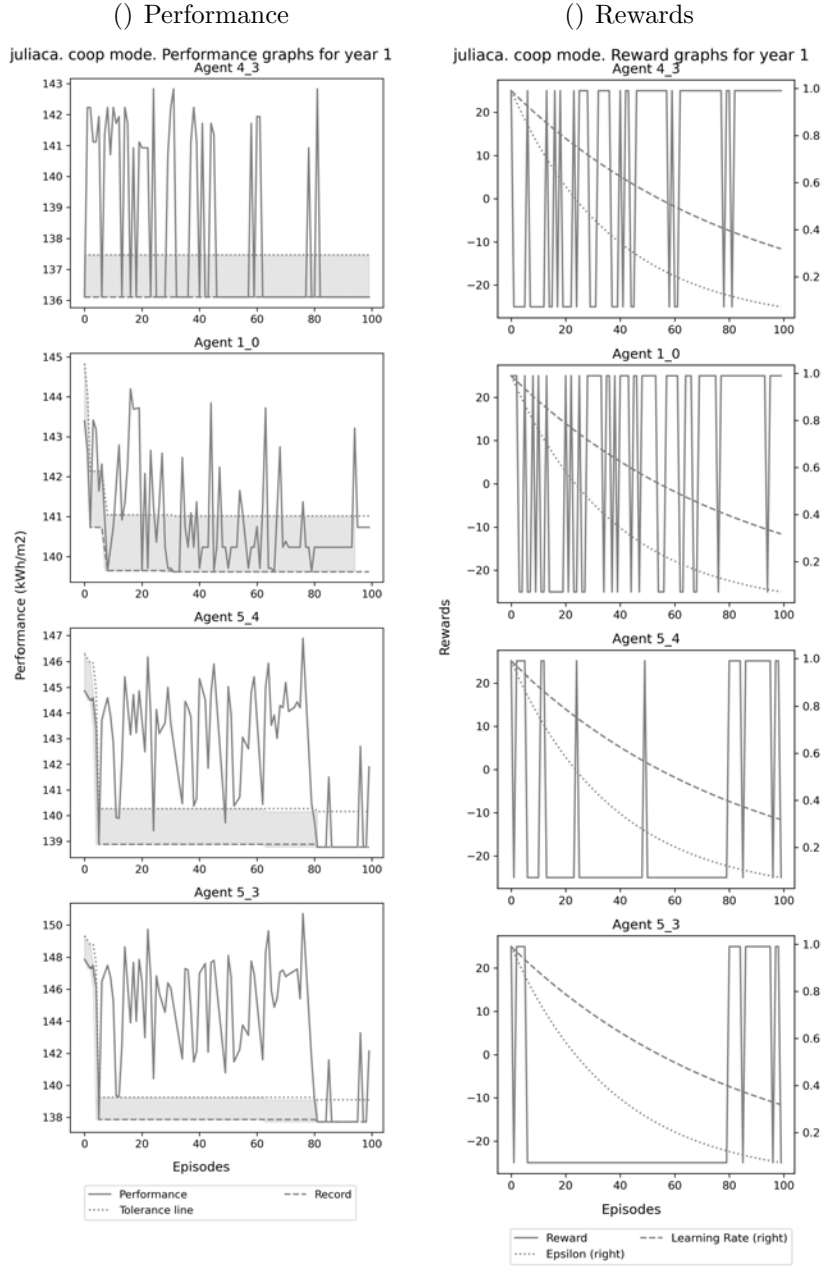 () Performance
juliaca. coop mode. Performance graphs for year 1
Agent 4_3
143
142
141
140
139
138
137
136
0 20 40 60 80 100
Agent 1_0
145
144
143
142
141
140
0 20 40 60 80 100
Performance (kWh/m2)
Agent 5_4
147
146
145
144
143
142
141
140
139
0 20 40 60 80 100
Agent 5_3
150
148
146
144
142
140
138
0 20 40 60 80 100
Episodes
Performance
Tolerance line
Record
() Rewards
juliaca. coop mode. Reward graphs for year 1
Agent 4_3
20
10
0
−10
−20
1.0
0.8
0.6
0.4
0.2
0 20 40 60 80 100
Agent 1_0
20
10
0
−10
−20
1.0
0.8
0.6
0.4
0.2
0 20 40 60 80 100
Rewards
Agent 5_4
20
10
0
−10
−20
1.0
0.8
0.6
0.4
0.2
0 20 40 60 80 100
Agent 5_3
20
10
0
−10
−20
1.0
0.8
0.6
0.4
0.2
0 20 40 60 80 100
Episodes
Reward
Epsilon (right)
Learning Rate (right)